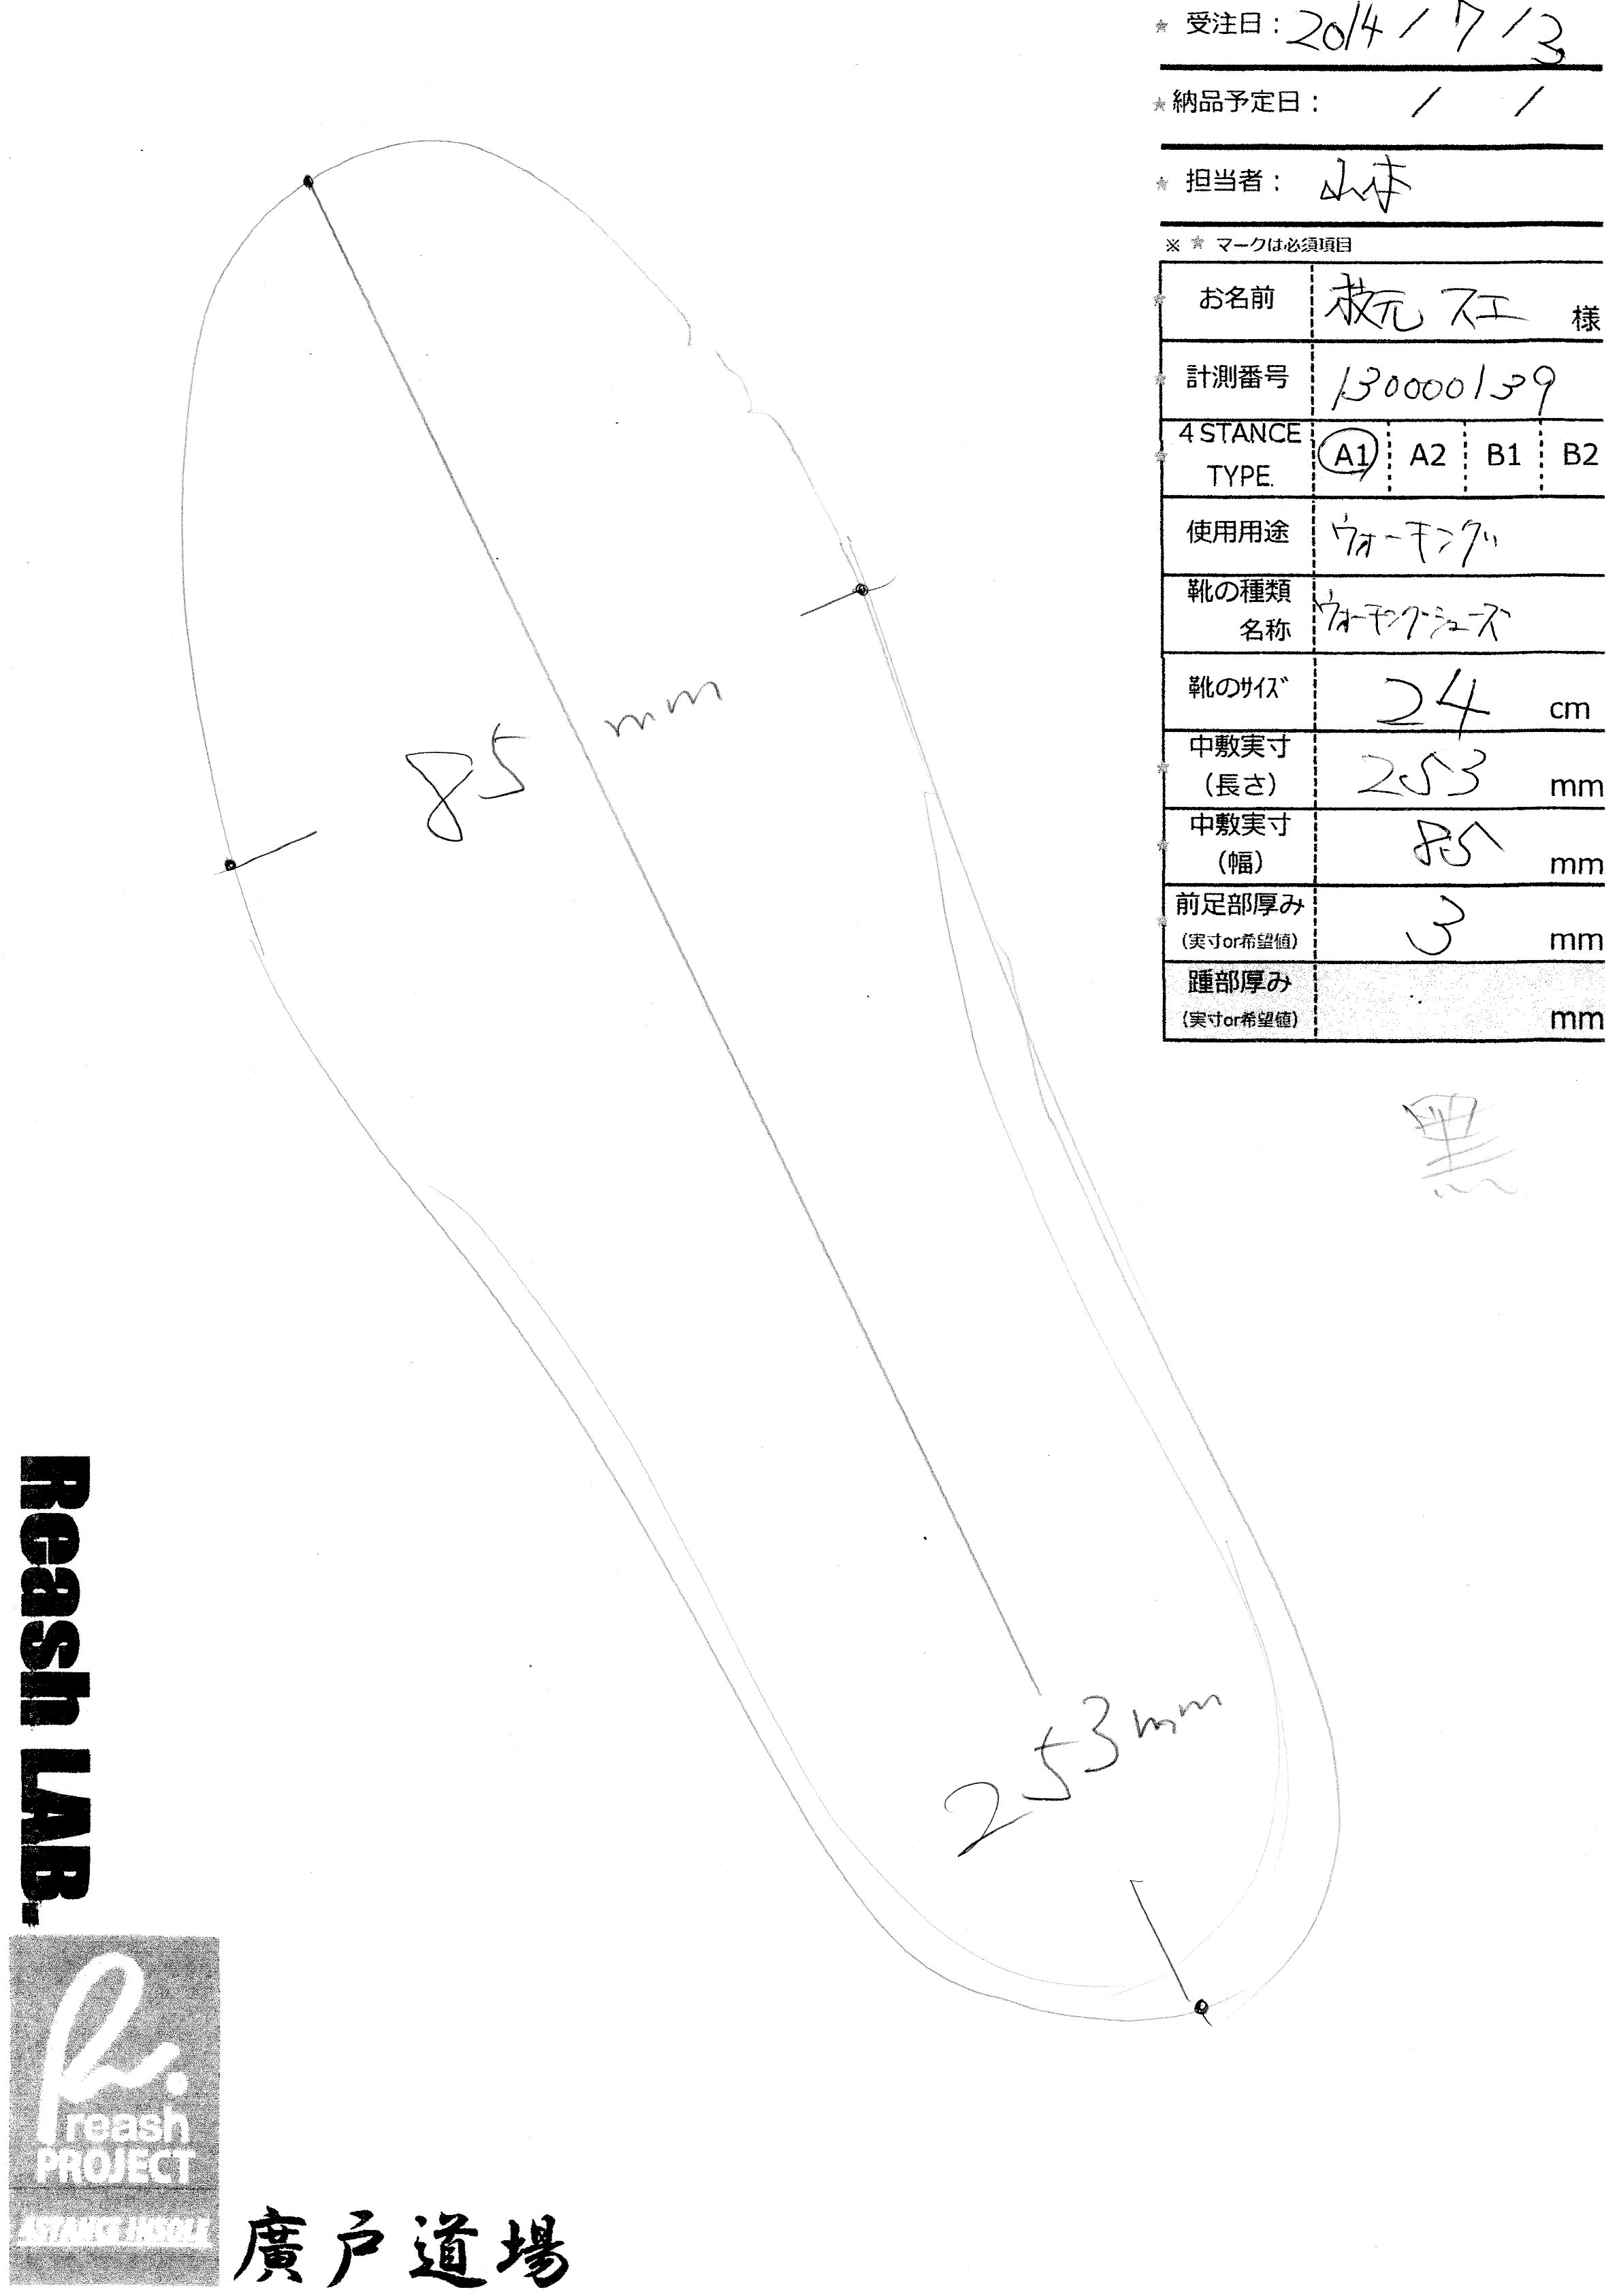 ★ 受注日: 2014 / 7 / 3
★ 納品予定日: / /
★ 担当者: 山本
※ ★ マークは必須項目
★ お名前 枝元 スエ 様
★ 計測番号 130000139
★ 4 STANCE TYPE. A1 A2 B1 B2
使用用途 ウォーキング
靴の種類 名称 ウォーキングシューズ
靴のサイズ 24 cm
★ 中敷実寸 (長さ) 253 mm
★ 中敷実寸 (幅) 85 mm
★ 前足部厚み (実寸or希望値) 3 mm
踵部厚み (実寸or希望値) mm
黒
85 mm
253mm
Reash LAB.
reash
PROJECT
4STANCE INSOLE
廣戸道場